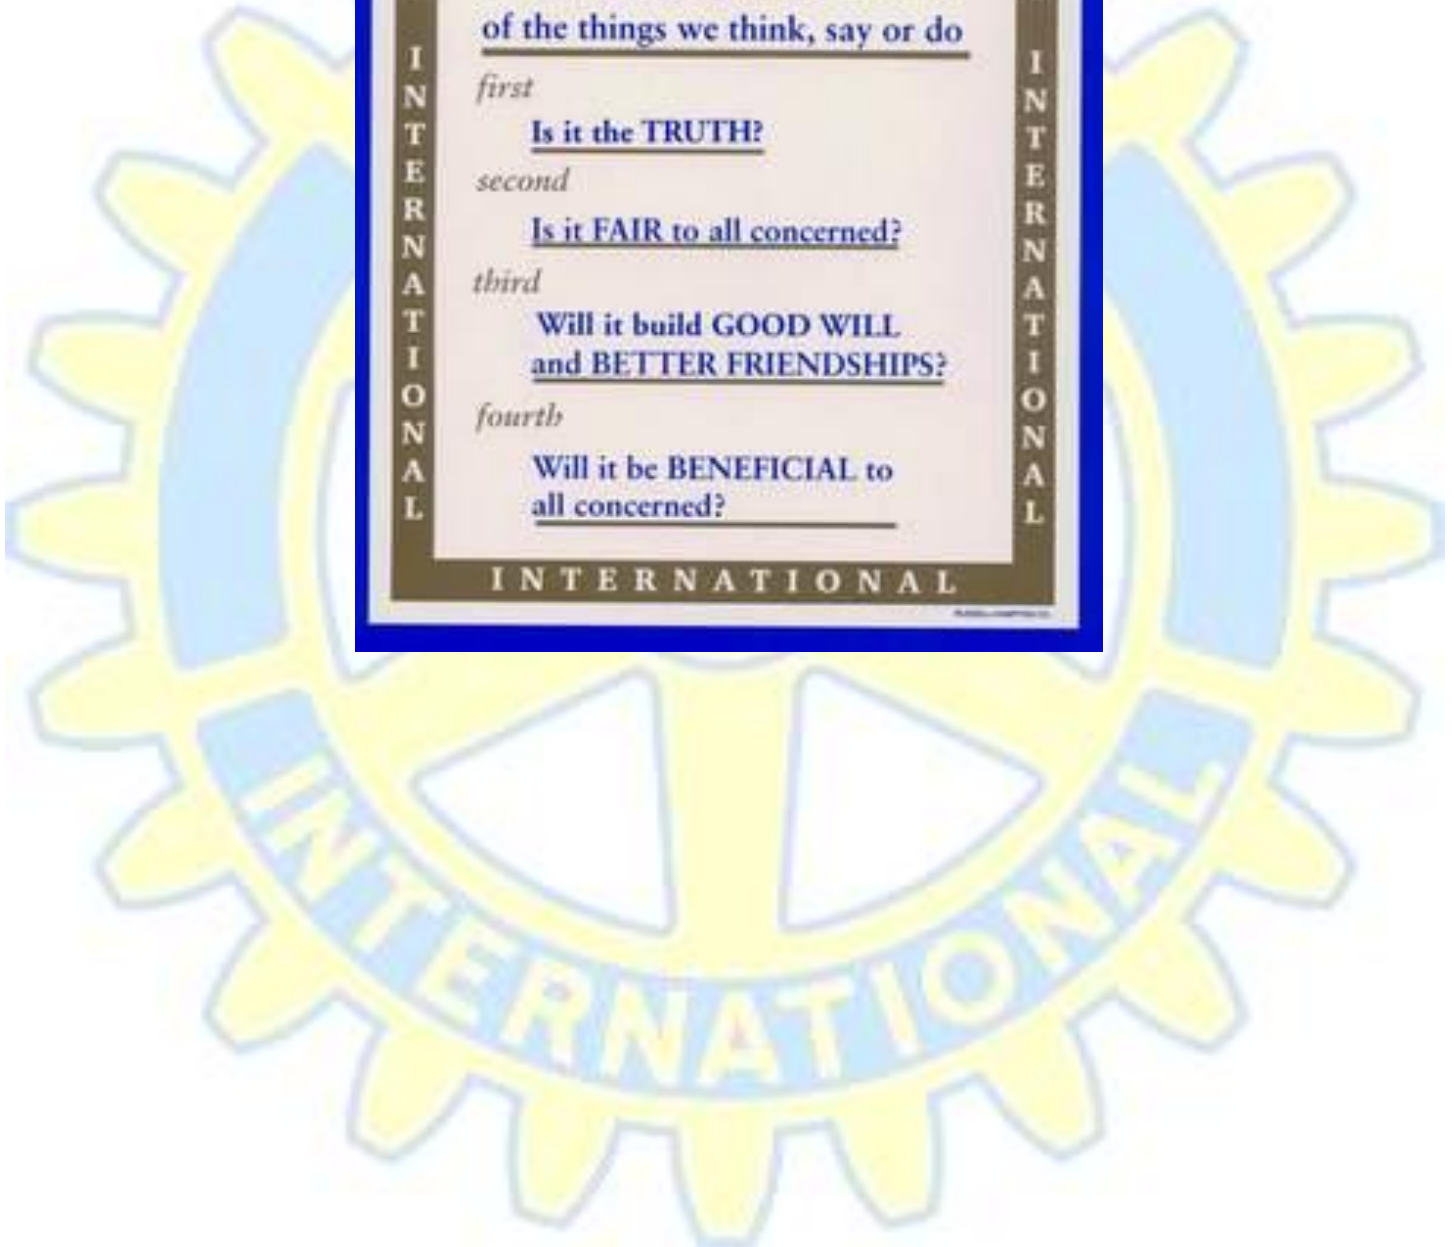 of the things we think, say or do
first
Is it the TRUTH?
second
Is it FAIR to all concerned?
third
Will it build GOOD WILL
and BETTER FRIENDSHIPS?
fourth
Will it be BENEFICIAL to
all concerned?
INTERNATIONAL
INTERNATIONAL
INTERNATIONAL
INTERNATIONAL